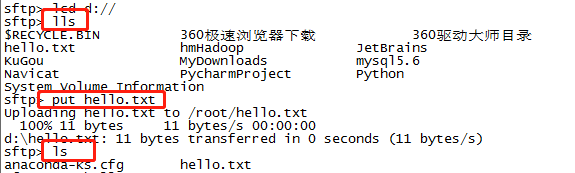 sftp> lcd d://
sftp> lls
$RECYCLE.BIN 360极速浏览器下载 360驱动大师目录
hello.txt hmHadoop JetBrains
KuGou MyDownloads mysql5.6
Navicat PycharmProject Python
System Volume Information
sftp> put hello.txt
Uploading hello.txt to /root/hello.txt
100% 11 bytes 11 bytes/s 00:00:00
d:\hello.txt: 11 bytes transferred in 0 seconds (11 bytes/s)
sftp> ls
anaconda-ks.cfg hello.txt